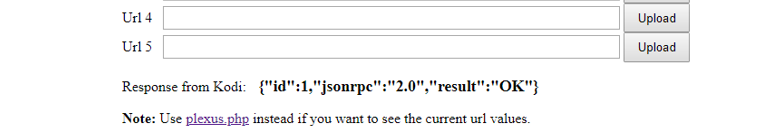 Url 4 Upload
Url 5 Upload
Response from Kodi: {"id":1,"jsonrpc":"2.0","result":"OK"}
Note: Use plexus.php instead if you want to see the current url values.